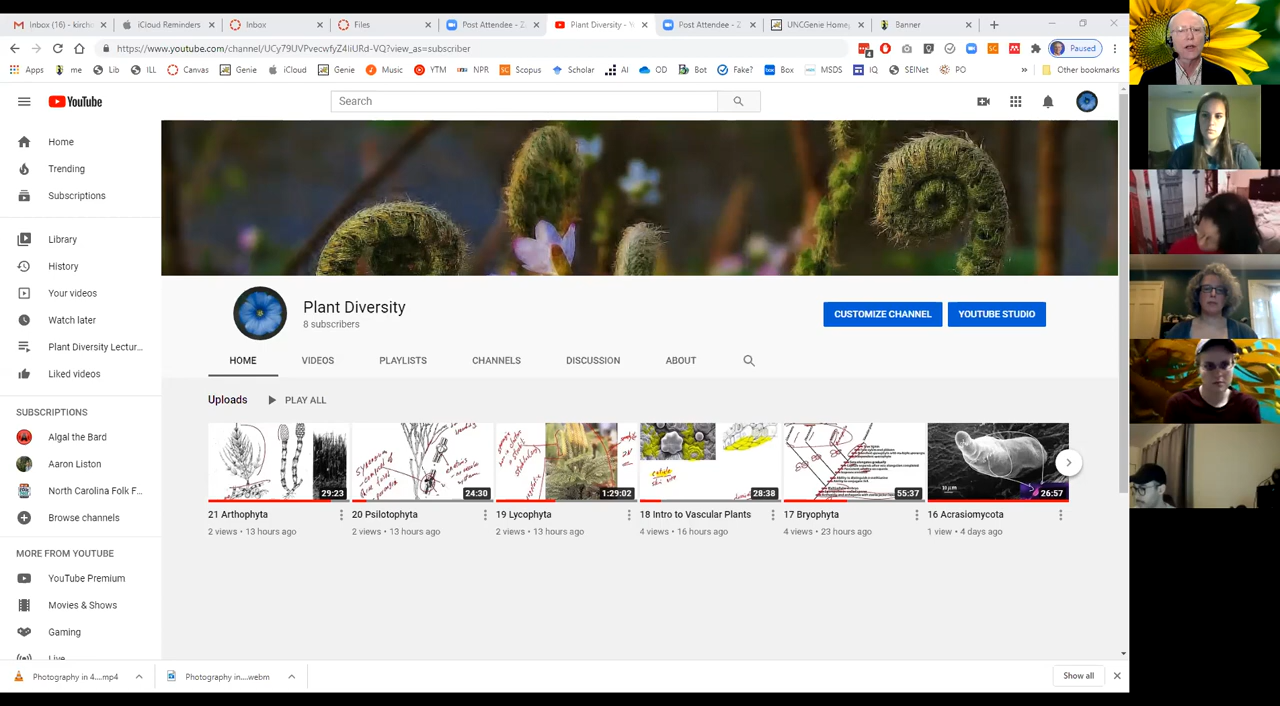 Inbox (16) - kirch
iCloud Reminders
Inbox
Files
Post Attendee - Z
Plant Diversity - Y
Post Attendee - Z
UNCGenie Home
Banner
https://www.youtube.com/channel/UCy79UVPvecwfyZ4IiURd-VQ?view_as=subscriber
Paused
Apps me Lib ILL Canvas Genie iCloud Genie Music YTM NPR Scopus Scholar AI OD Bot Fake? Box MSDS IQ SEINet PO » Other bookmarks
YouTube
Search
Home
Trending
Subscriptions
Library
History
Your videos
Watch later
Plant Diversity Lectur...
Liked videos
SUBSCRIPTIONS
Algal the Bard
Aaron Liston
North Carolina Folk F...
Browse channels
MORE FROM YOUTUBE
YouTube Premium
Movies & Shows
Gaming
Live
Plant Diversity
8 subscribers
CUSTOMIZE CHANNEL
YOUTUBE STUDIO
HOME VIDEOS PLAYLISTS CHANNELS DISCUSSION ABOUT
Uploads PLAY ALL
29:23
24:30
1:29:02
28:38
55:37
26:57
21 Arthophyta
2 views • 13 hours ago
20 Psilotophyta
2 views • 13 hours ago
19 Lycophyta
2 views • 13 hours ago
18 Intro to Vascular Plants
4 views • 16 hours ago
17 Bryophyta
4 views • 23 hours ago
16 Acrasiomycota
1 view • 4 days ago
Photography in 4....mp4
Photography in....webm
Show all